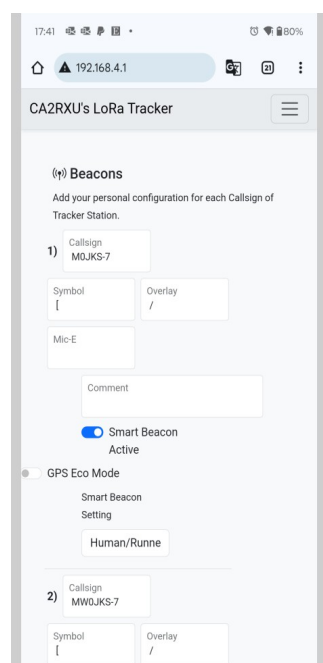 17:41
80%
192.168.4.1
21
CA2RXU's LoRa Tracker
Beacons
Add your personal configuration for each Callsign of
Tracker Station.
1)
Callsign
M0JKS-7
Symbol
[
Overlay
/
Mic-E
Comment
Smart Beacon
Active
GPS Eco Mode
Smart Beacon
Setting
Human/Runne
2)
Callsign
MW0JKS-7
Symbol
[
Overlay
/